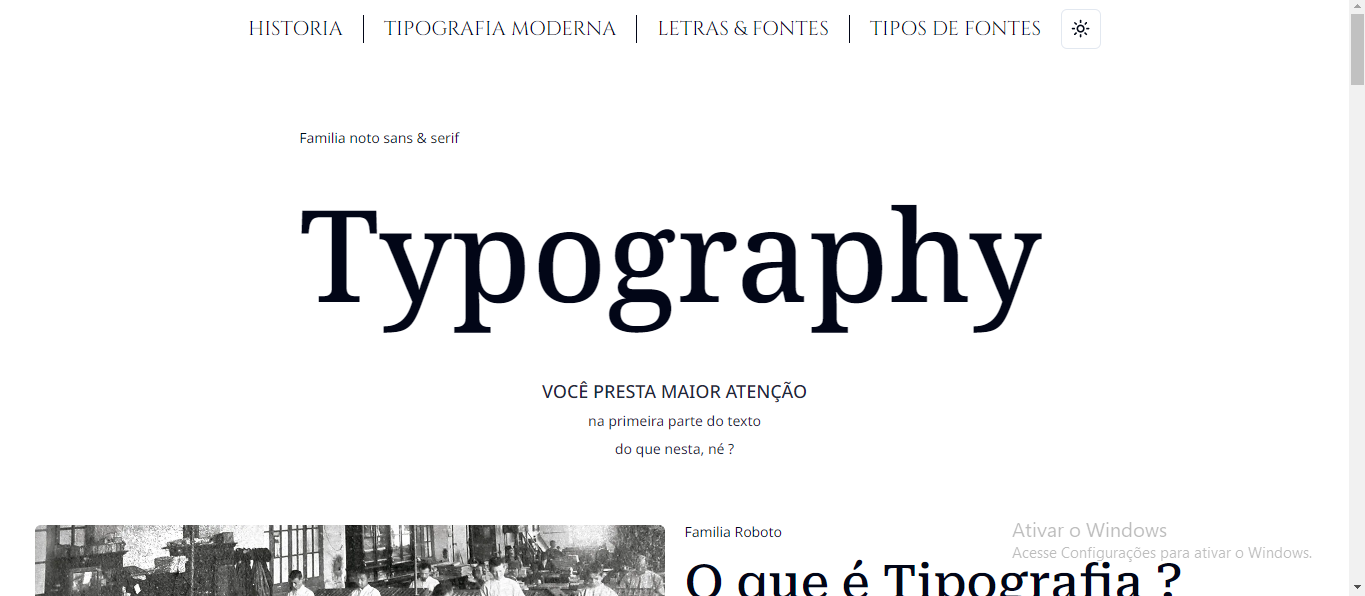 HISTORIA
TIPOGRAFIA MODERNA
LETRAS & FONTES
TIPOS DE FONTES
Familia noto sans & serif
Typography
VOCÊ PRESTA MAIOR ATENÇÃO
na primeira parte do texto
do que nesta, né ?
Familia Roboto
O que é Tipografia ?
Ativar o Windows
Acesse Configurações para ativar o Windows.